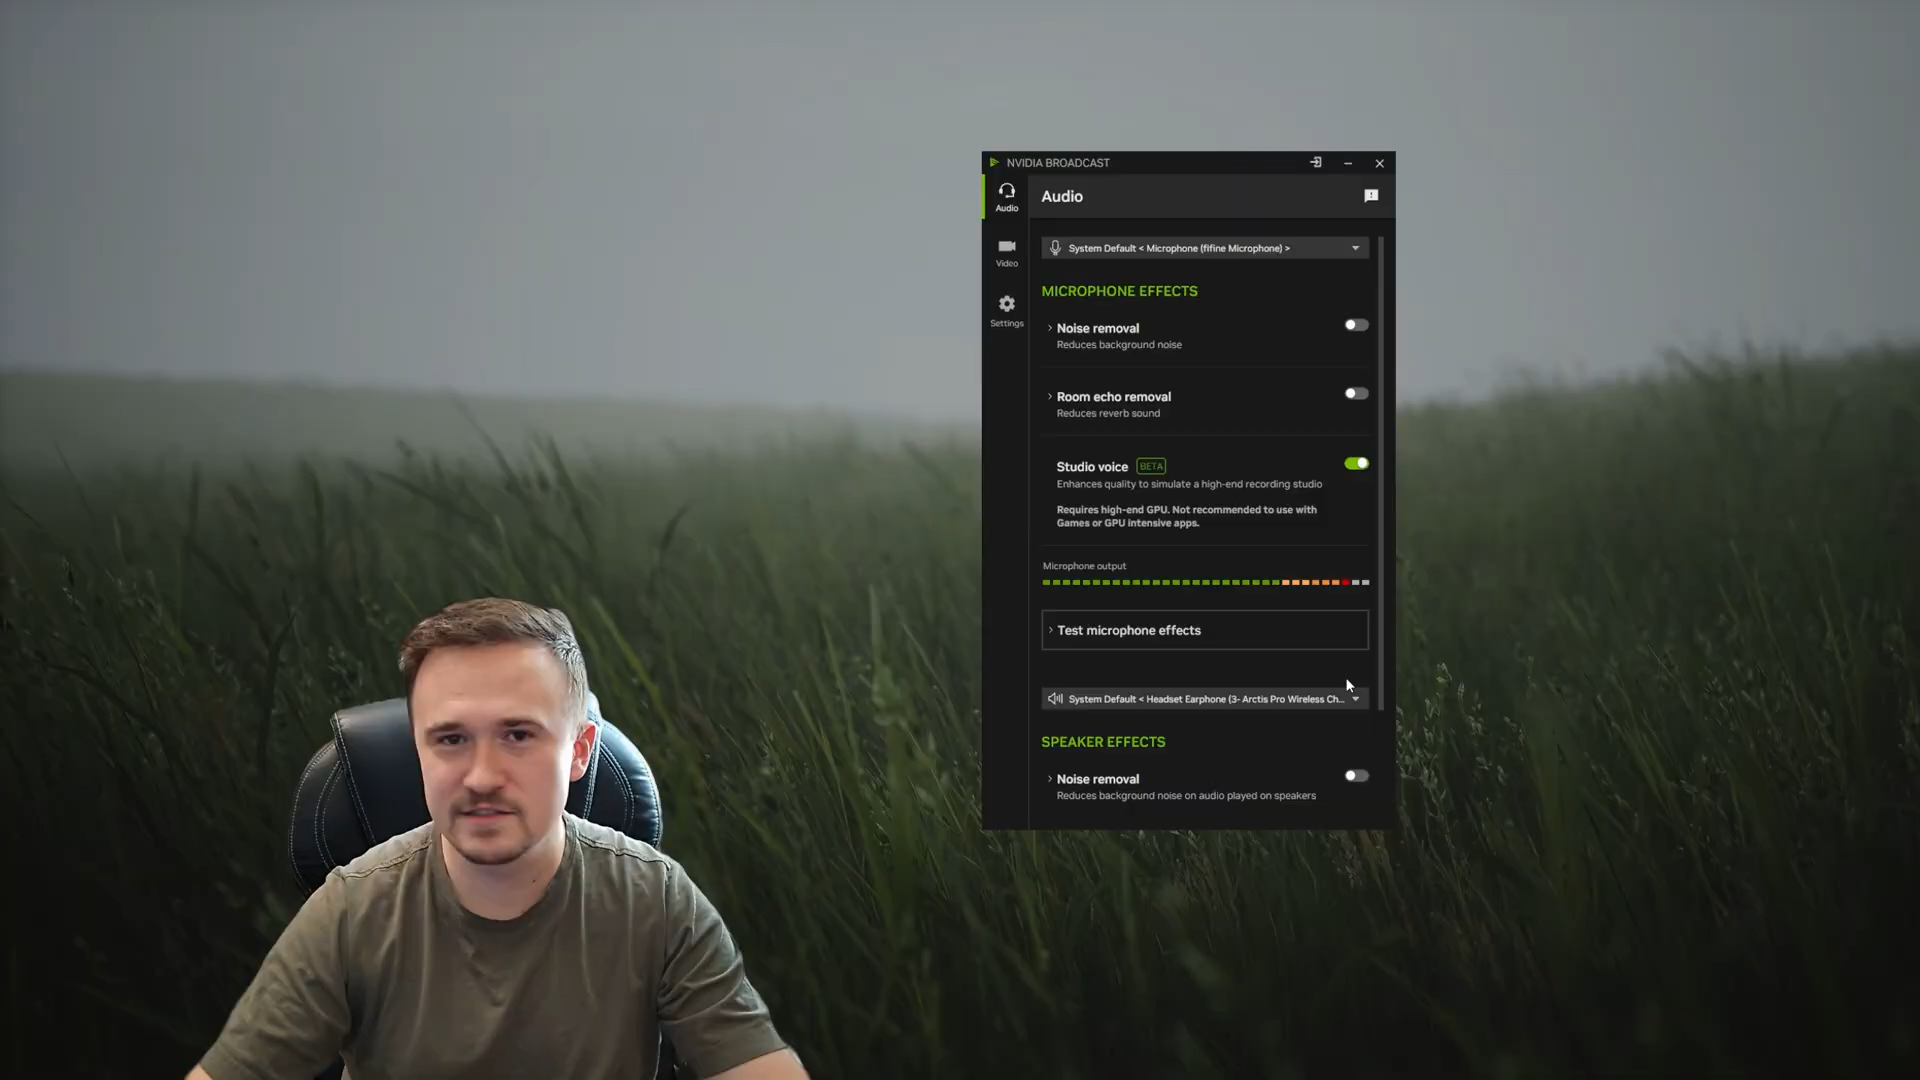 NVIDIA BROADCAST
Audio
Audio
System Default < Microphone (fifine Microphone) >
MICROPHONE EFFECTS
Video
Noise removal
Reduces background noise
Settings
Room echo removal
Reduces reverb sound
Studio voice BETA
Enhances quality to simulate a high-end recording studio
Requires high-end GPU. Not recommended to use with
Games or GPU intensive apps.
Microphone output
Test microphone effects
System Default < Headset Earphone (3- Arctis Pro Wireless Ch...
SPEAKER EFFECTS
Noise removal
Reduces background noise on audio played on speakers